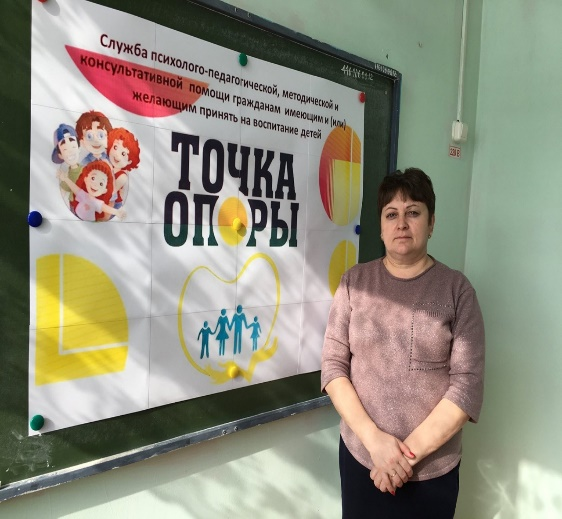 Служба психолого-педагогической, методической и
консультативной помощи гражданам имеющим и (или)
желающим принять на воспитание детей
ТОЧКА
ОПОРЫ